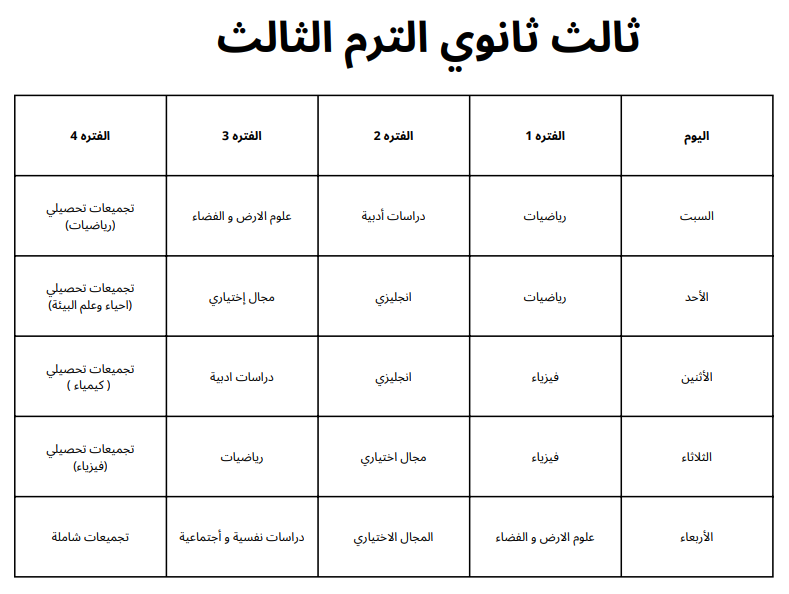 ثالث ثانوي الترم الثالث
اليوم
الفتره 1
الفتره 2
الفتره 3
الفتره 4
السبت
رياضيات
دراسات أدبية
علوم الارض و الفضاء
تجميعات تحصيلي
(رياضيات)
الأحد
رياضيات
انجليزي
مجال إختياري
تجميعات تحصيلي
(احياء وعلم البيئة)
الأثنين
فيزياء
انجليزي
دراسات ادبية
تجميعات تحصيلي
( كيمياء )
الثلاثاء
فيزياء
مجال اختياري
رياضيات
تجميعات تحصيلي
(فيزياء)
الأربعاء
علوم الارض و الفضاء
المجال الاختياري
دراسات نفسية و أجتماعية
تجميعات شاملة